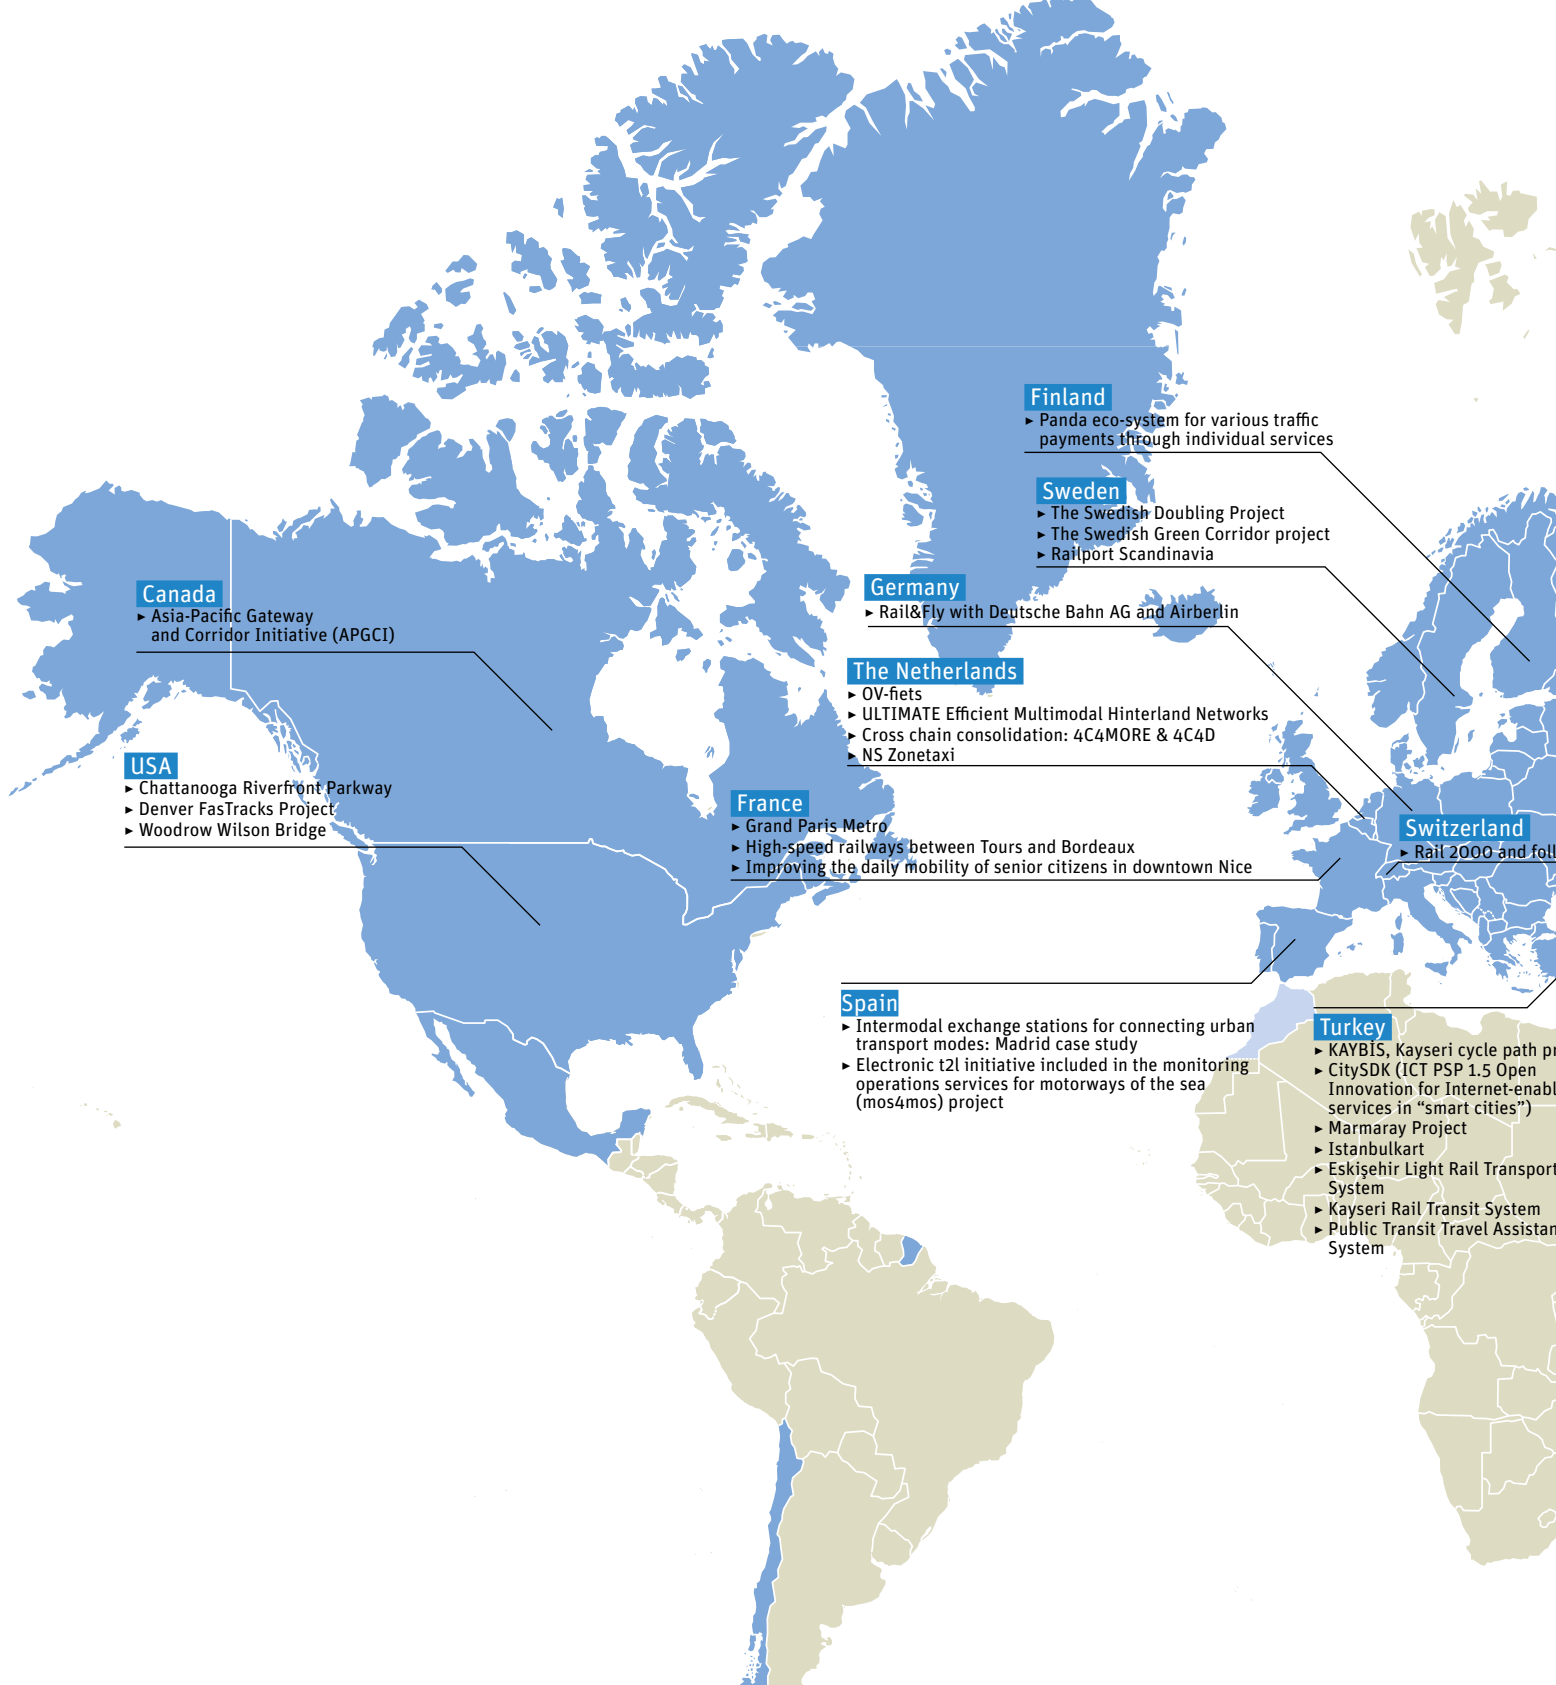 Finland
▸ Panda eco-system for various traffic
payments through individual services
Sweden
▸ The Swedish Doubling Project
▸ The Swedish Green Corridor project
▸ Railport Scandinavia
Germany
▸ Rail&Fly with Deutsche Bahn AG and Airberlin
Canada
▸ Asia-Pacific Gateway
and Corridor Initiative (APGCI)
The Netherlands
▸ OV-fiets
▸ ULTIMATE Efficient Multimodal Hinterland Networks
▸ Cross chain consolidation: 4C4MORE & 4C4D
▸ NS Zonetaxi
USA
▸ Chattanooga Riverfront Parkway
▸ Denver FasTracks Project
▸ Woodrow Wilson Bridge
France
▸ Grand Paris Metro
▸ High-speed railways between Tours and Bordeaux
▸ Improving the daily mobility of senior citizens in downtown Nice
Switzerland
▸ Rail 2000 and foll
Spain
▸ Intermodal exchange stations for connecting urban
transport modes: Madrid case study
▸ Electronic t2l initiative included in the monitoring
operations services for motorways of the sea
(mos4mos) project
Turkey
▸ KAYBİS, Kayseri cycle path pr
▸ CitySDK (ICT PSP 1.5 Open
Innovation for Internet-enabl
services in “smart cities”)
▸ Marmaray Project
▸ Istanbulkart
▸ Eskişehir Light Rail Transport
System
▸ Kayseri Rail Transit System
▸ Public Transit Travel Assistan
System